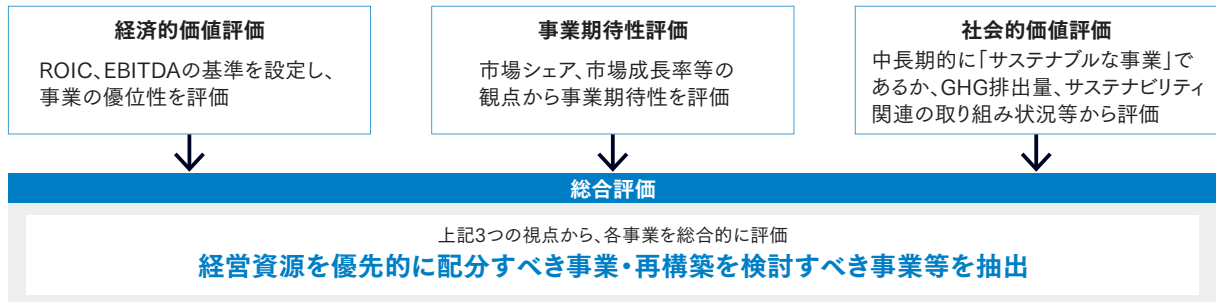 経済的価値評価
ROIC、EBITDAの基準を設定し、
事業の優位性を評価
事業期待性評価
市場シェア、市場成長率等の
観点から事業期待性を評価
社会的価値評価
中長期的に「サステナブルな事業」で
あるか、GHG排出量、サステナビリティ
関連の取り組み状況等から評価
総合評価
上記3つの視点から、各事業を総合的に評価
経営資源を優先的に配分すべき事業・再構築を検討すべき事業等を抽出